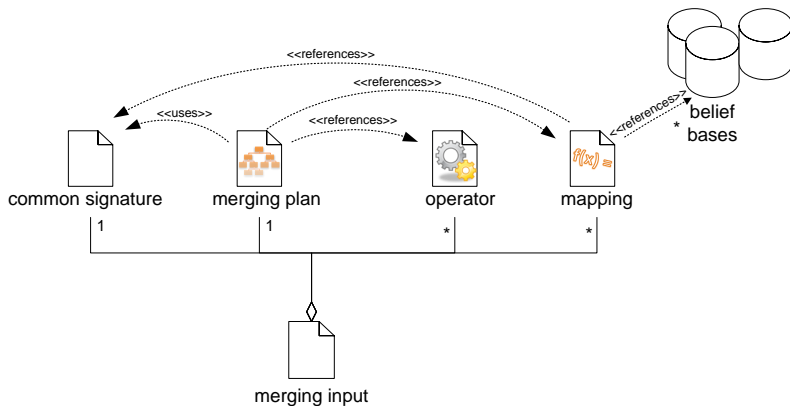 <<references>>
<<references>>
<<uses>>
<<references>>
<<references>>
belief
* bases
f(x) =
common signature
merging plan
operator
mapping
1
1
*
*
merging input